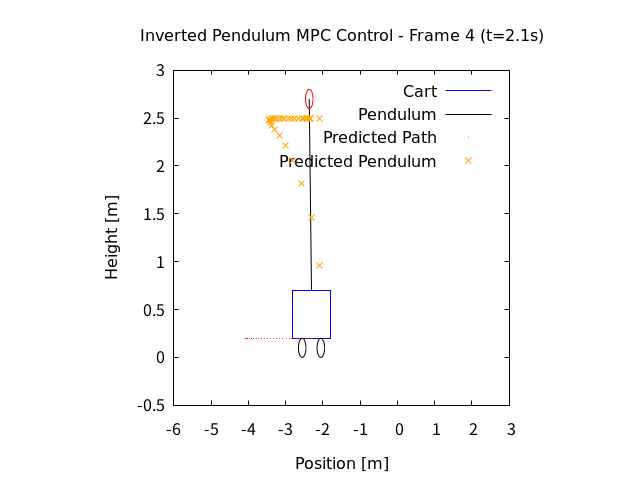 Inverted Pendulum MPC Control - Frame 4 (t=2.1s)
3
2.5
2
1.5
1
0.5
0
-0.5
Height [m]
Cart
Pendulum
Predicted Path
Predicted Pendulum
-6 -5 -4 -3 -2 -1 0 1 2 3
Position [m]